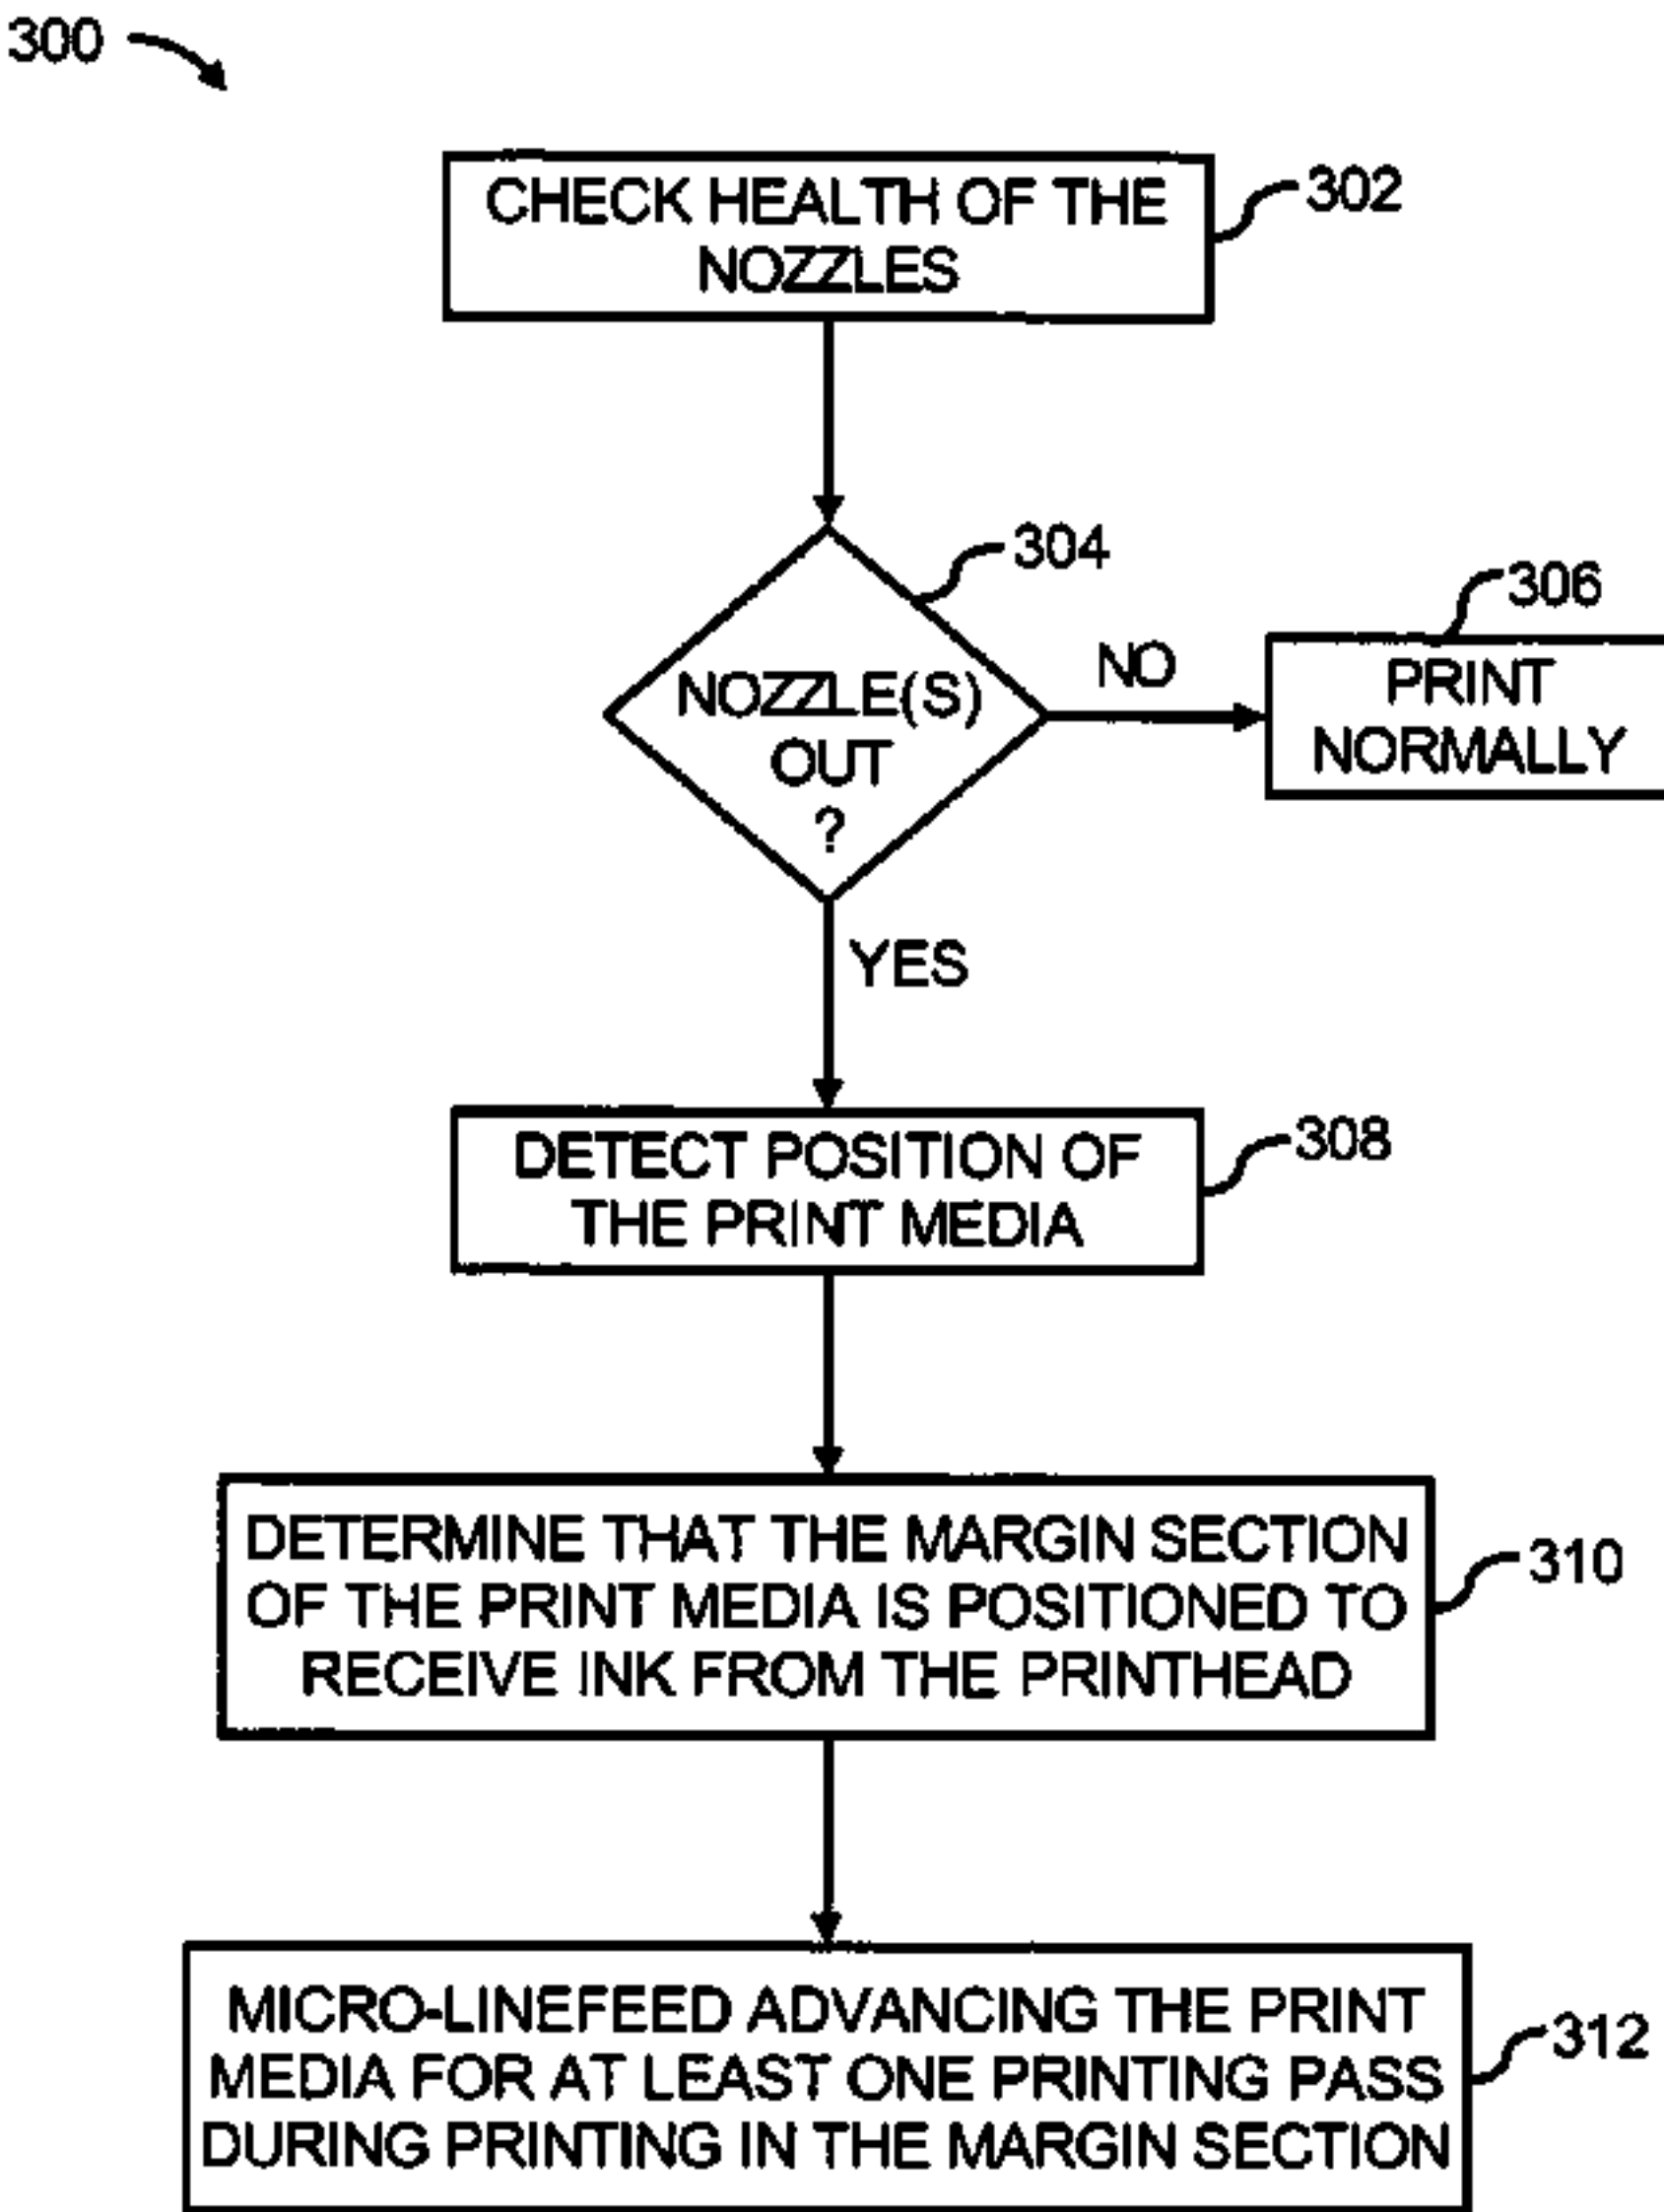 300
CHECK HEALTH OF THE
NOZZLES
302
304
NOZZLE(S)
OUT
?
NO
306
PRINT
NORMALLY
YES
DETECT POSITION OF
THE PRINT MEDIA
308
DETERMINE THAT THE MARGIN SECTION
OF THE PRINT MEDIA IS POSITIONED TO
RECEIVE INK FROM THE PRINTHEAD
310
MICRO-LINEFEED ADVANCING THE PRINT
MEDIA FOR AT LEAST ONE PRINTING PASS
DURING PRINTING IN THE MARGIN SECTION
312